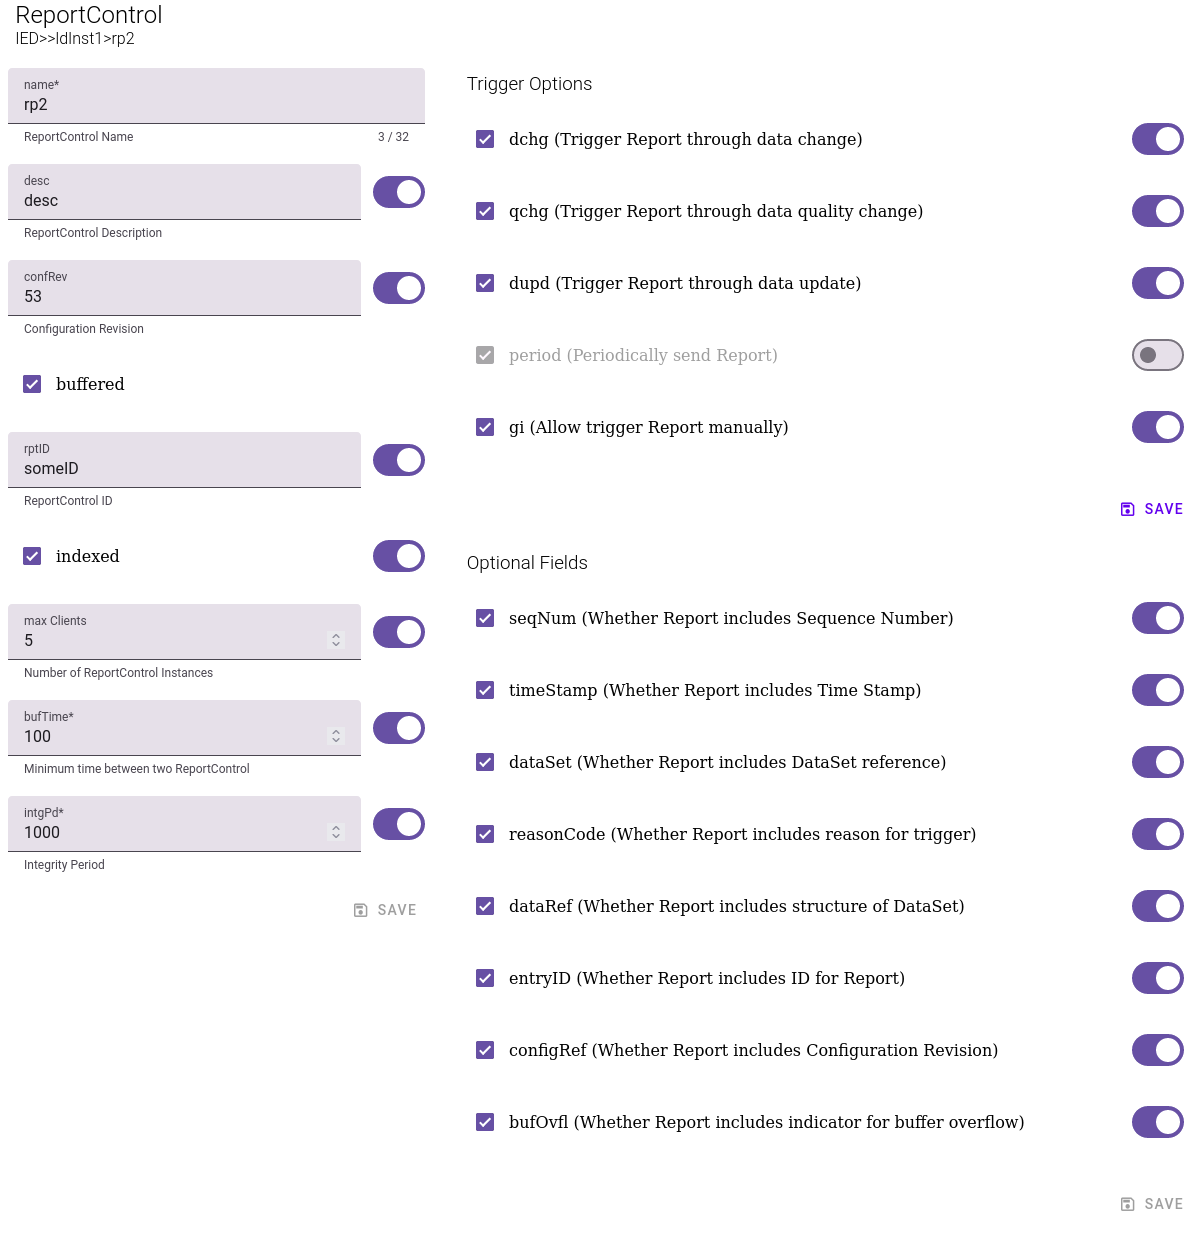 ReportControl
IED>>ldInst1>rp2
name*
rp2
ReportControl Name
3 / 32
desc
desc
ReportControl Description
confRev
53
Configuration Revision
buffered
rptID
someID
ReportControl ID
indexed
max Clients
5
Number of ReportControl Instances
bufTime*
100
Minimum time between two ReportControl
intgPd*
1000
Integrity Period
SAVE
Trigger Options
dchg (Trigger Report through data change)
qchg (Trigger Report through data quality change)
dupd (Trigger Report through data update)
period (Periodically send Report)
gi (Allow trigger Report manually)
SAVE
Optional Fields
seqNum (Whether Report includes Sequence Number)
timeStamp (Whether Report includes Time Stamp)
dataSet (Whether Report includes DataSet reference)
reasonCode (Whether Report includes reason for trigger)
dataRef (Whether Report includes structure of DataSet)
entryID (Whether Report includes ID for Report)
configRef (Whether Report includes Configuration Revision)
bufOvfl (Whether Report includes indicator for buffer overflow)
SAVE